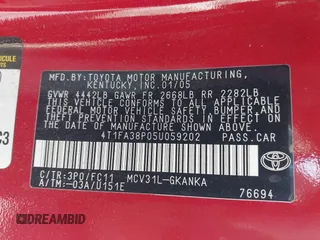 MFD. BY: TOYOTA MOTOR MANUFACTURING,
KENTUCKY, INC. 01/05
GVWR 4442LB GAWR FR 2668LB RR 2282LB
THIS VEHICLE CONFORMS TO ALL APPLICABLE FEDERAL MOTOR VEHICLE SAFETY, BUMPER, AND THEFT PREVENTION STANDARDS IN EFFECT ON THE DATE OF MANUFACTURE SHOWN ABOVE.
4T1FA38P05U059202 PASS.CAR
C/TR: 3P0/FC11 MCV31L-GKANKA
A/TM: -03A/U151E
TOYOTA
76694
C3
DREAMBID